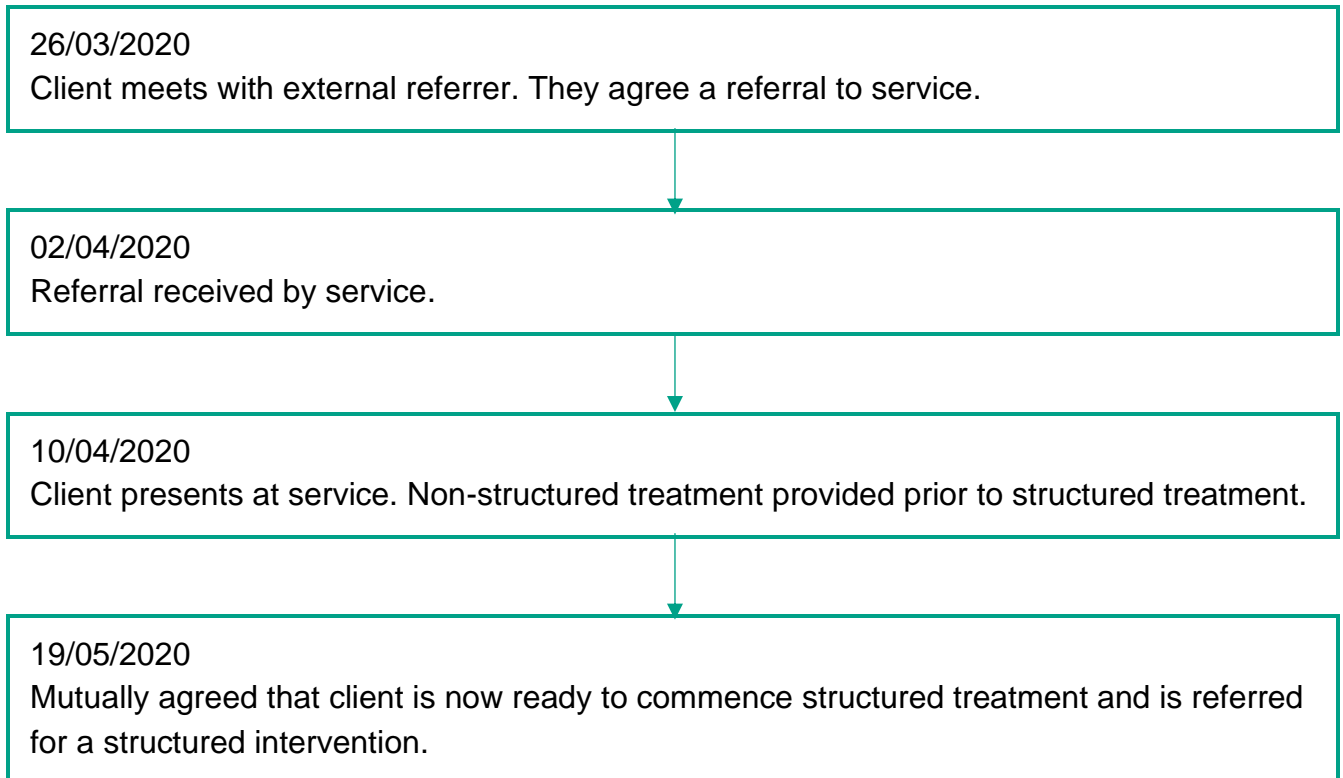 26/03/2020
Client meets with external referrer. They agree a referral to service.
02/04/2020
Referral received by service.
10/04/2020
Client presents at service. Non-structured treatment provided prior to structured treatment.
19/05/2020
Mutually agreed that client is now ready to commence structured treatment and is referred
for a structured intervention.